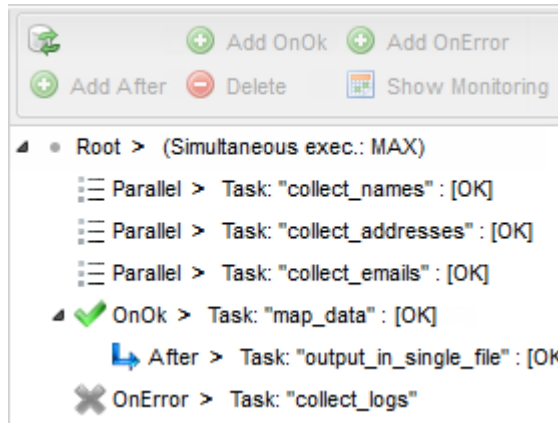 Add OnOk Add OnError
Add After Delete Show Monitoring
Root > (Simultaneous exec.: MAX)
Parallel > Task: "collect_names" : [OK]
Parallel > Task: "collect_addresses" : [OK]
Parallel > Task: "collect_emails" : [OK]
OnOk > Task: "map_data" : [OK]
After > Task: "output_in_single_file" : [OK
OnError > Task: "collect_logs"